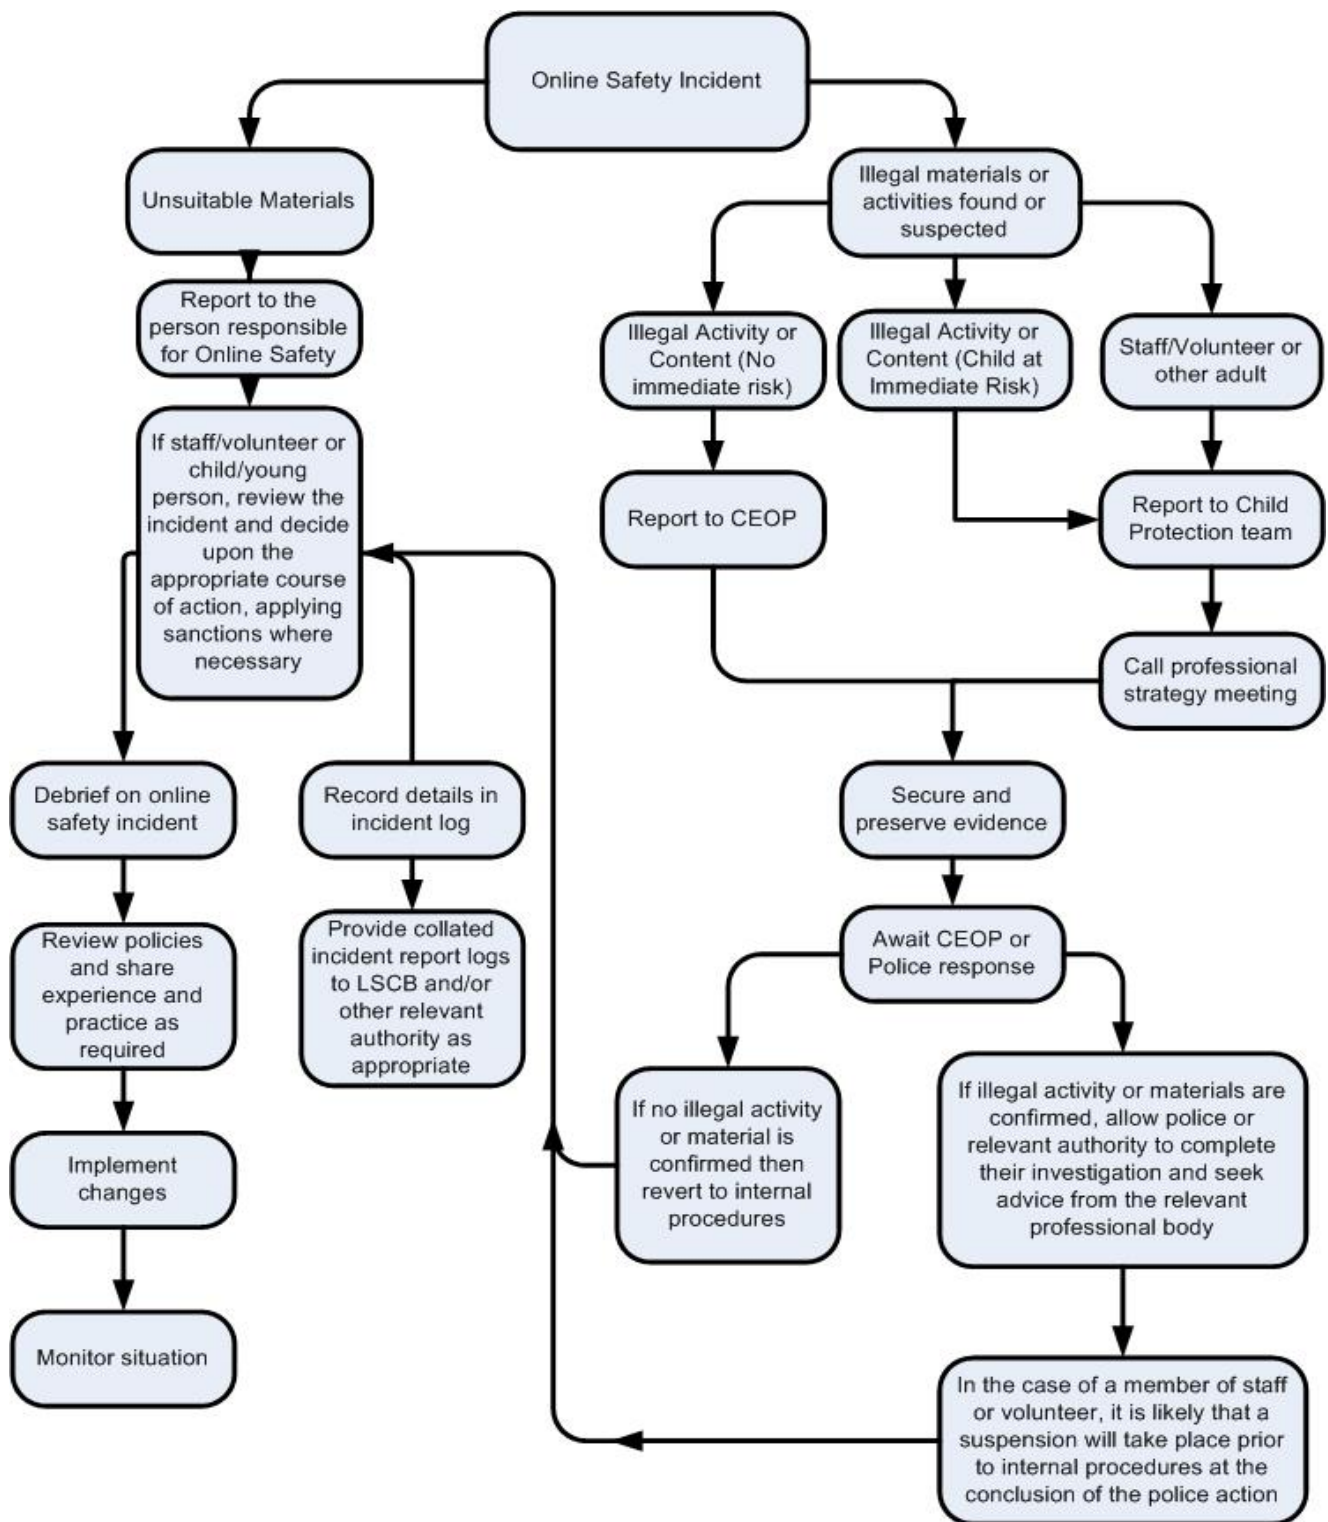 Online Safety Incident
Unsuitable Materials
Report to the
person responsible
for Online Safety
If staff/volunteer or
child/young
person, review the
incident and decide
upon the
appropriate course
of action, applying
sanctions where
necessary
Debrief on online
safety incident
Review policies
and share
experience and
practice as
required
Implement
changes
Monitor situation
Record details in
incident log
Provide collated
incident report logs
to LSCB and/or
other relevant
authority as
appropriate
Illegal materials or
activities found or
suspected
Illegal Activity or
Content (No
immediate risk)
Illegal Activity or
Content (Child at
Immediate Risk)
Staff/Volunteer or
other adult
Report to CEOP
Report to Child
Protection team
Call professional
strategy meeting
Secure and
preserve evidence
Await CEOP or
Police response
If no illegal activity
or material is
confirmed then
revert to internal
procedures
If illegal activity or materials are
confirmed, allow police or
relevant authority to complete
their investigation and seek
advice from the relevant
professional body
In the case of a member of staff
or volunteer, it is likely that a
suspension will take place prior
to internal procedures at the
conclusion of the police action